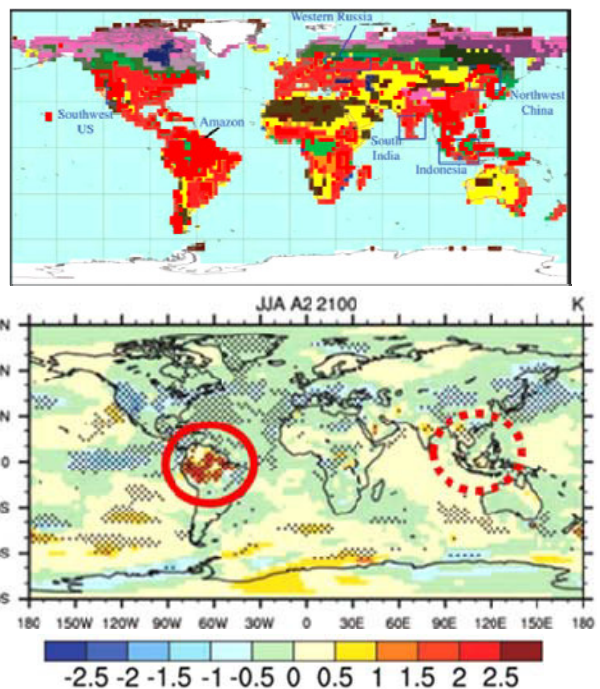 Western Russia
Southwest
US
Amazon
Northwest
China
South
India
Indonesia
JJA A2 2100 K
N
N
N
0
S
S
S
180 150W 120W 90W 60W 30W 0 30E 60E 90E 120E 150E 180
-2.5 -2 -1.5 -1 -0.5 0 0.5 1 1.5 2 2.5